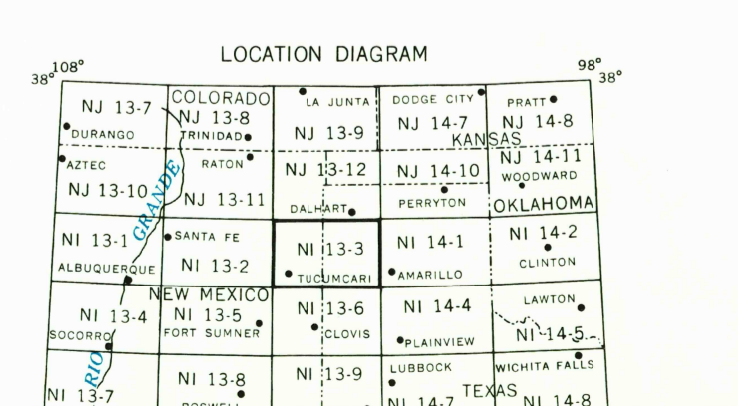 LOCATION DIAGRAM
108°
98°
38°
38°
NJ 13-7
DURANGO
COLORADO
NJ 13-8
TRINIDAD
LA JUNTA
NJ 13-9
DODGE CITY
NJ 14-7
KANSAS
PRATT
NJ 14-8
AZTEC
NJ 13-10
RATON
NJ 13-11
NJ 13-12
DALHART
NJ 14-10
PERRYTON
NJ 14-11
WOODWARD
OKLAHOMA
RIO GRANDE
NI 13-1
ALBUQUERQUE
SANTA FE
NI 13-2
NI 13-3
TUCUMCARI
NI 14-1
AMARILLO
NI 14-2
CLINTON
NI 13-4
SOCORRO
NEW MEXICO
NI 13-5
FORT SUMNER
NI 13-6
CLOVIS
NI 14-4
PLAINVIEW
LAWTON
NI 14-5
NI 13-7
NI 13-8
ROSWELL
NI 13-9
LUBBOCK
NI 14-7
TEXAS
WICHITA FALLS
NI 14-8